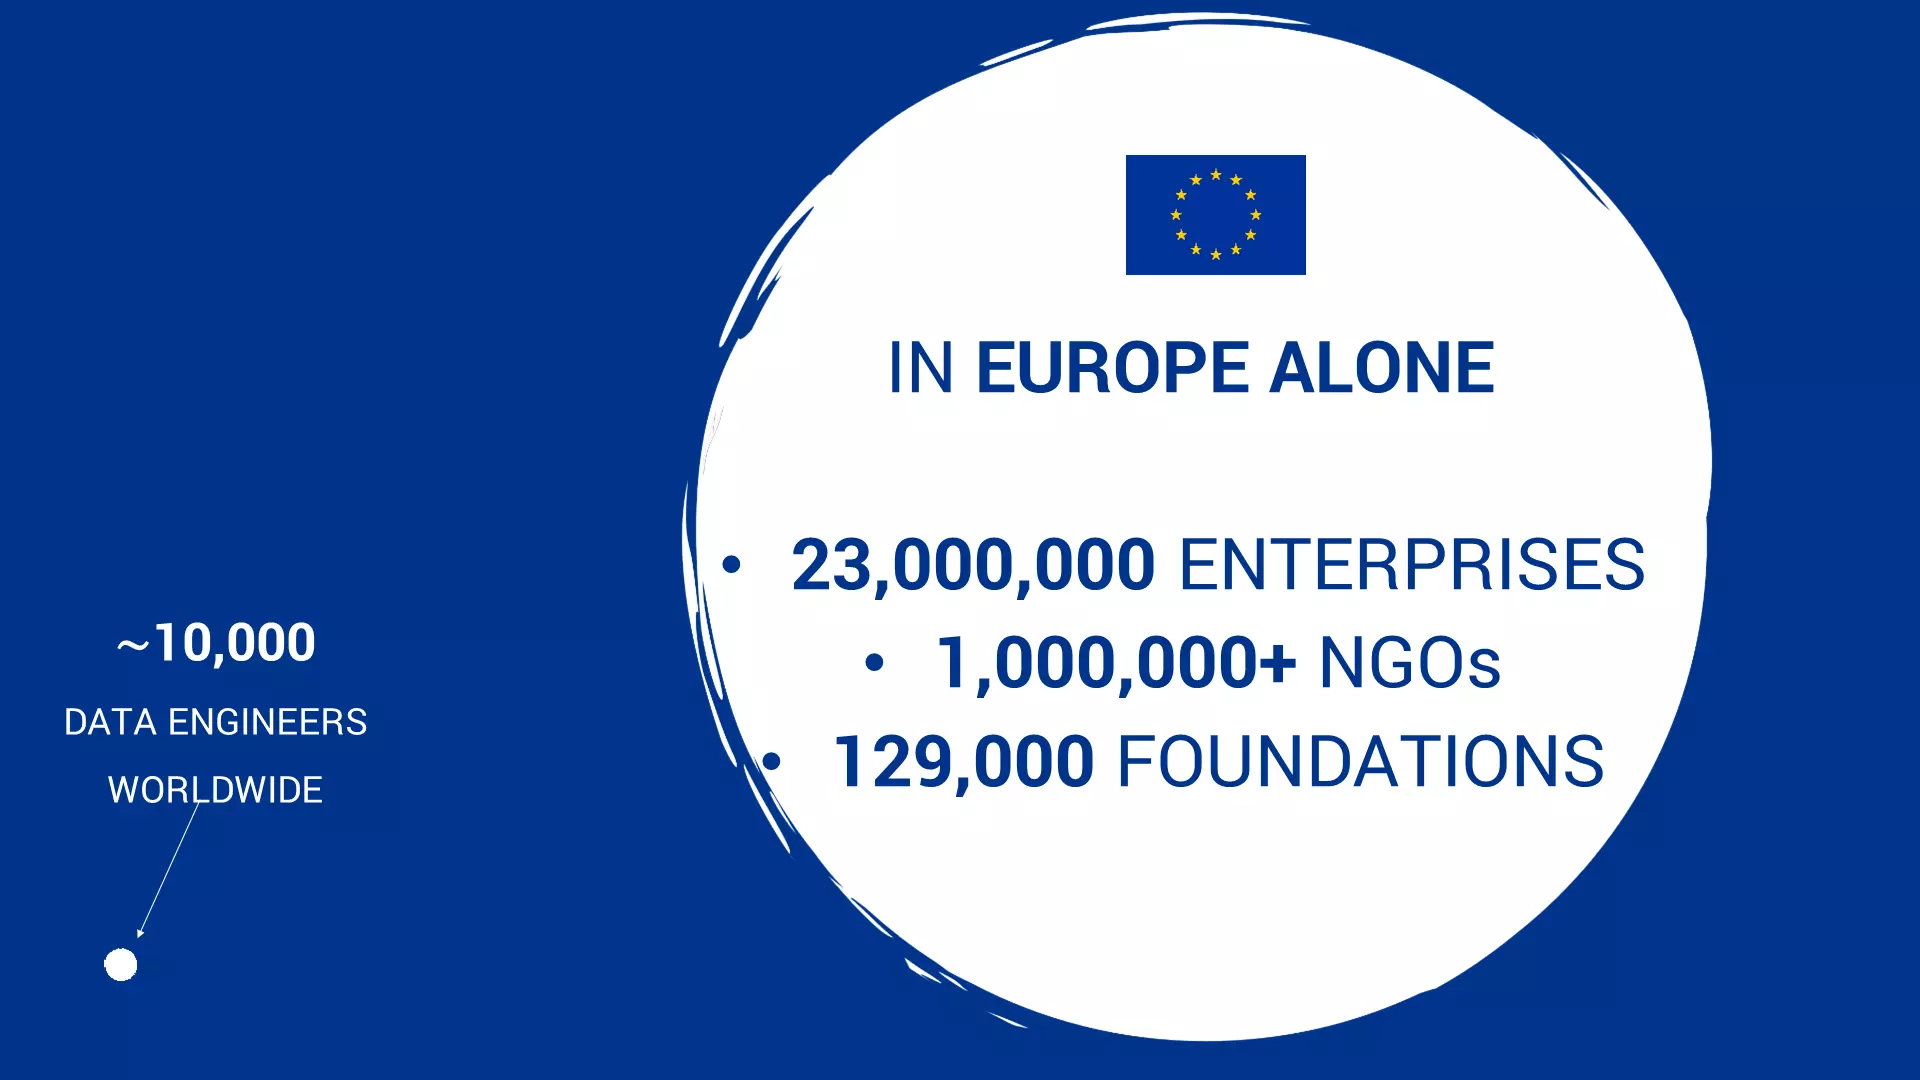 IN EUROPE ALONE
• 23,000,000 ENTERPRISES
• 1,000,000+ NGOs
• 129,000 FOUNDATIONS
~10,000
DATA ENGINEERS
WORLDWIDE